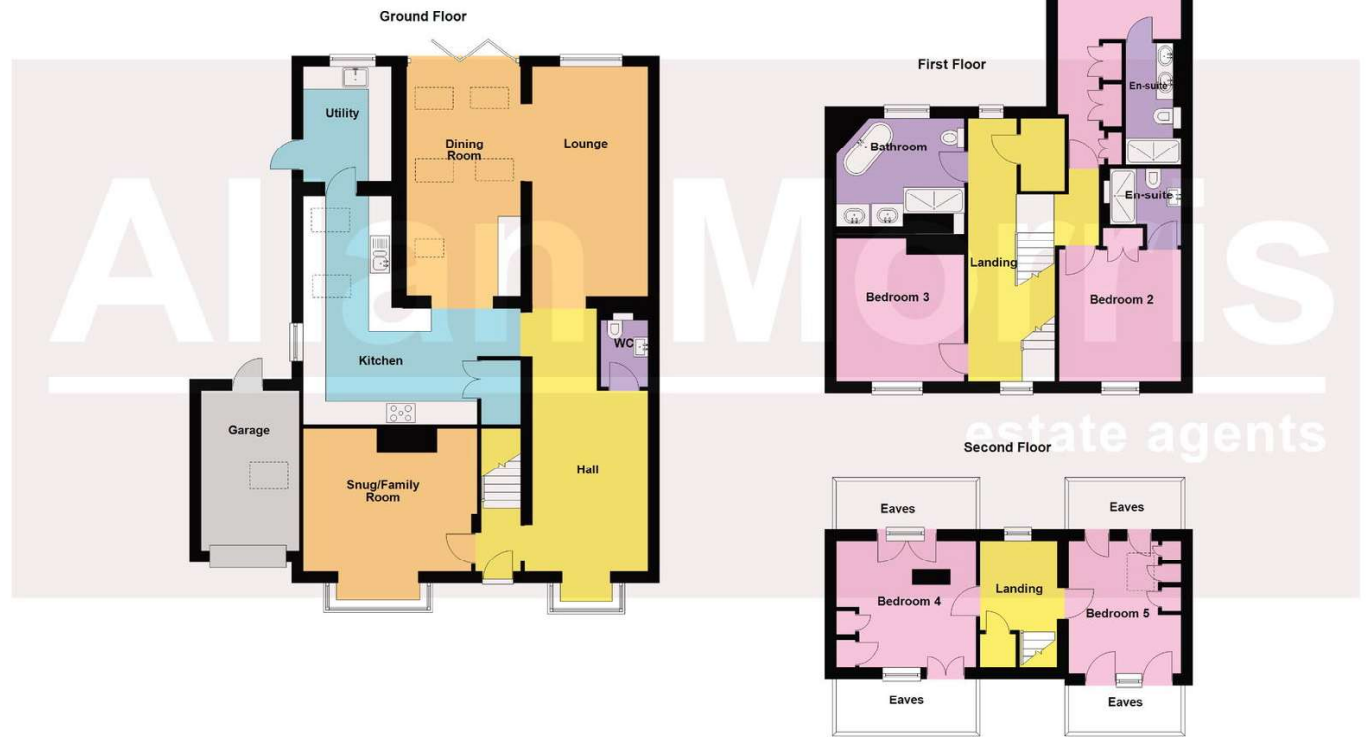 Ground Floor
Utility
Dining
Room
Lounge
Kitchen
WC
Garage
Snug/Family
Room
Hall
First Floor
En-suite
Bathroom
En-suite
Landing
Bedroom 3
Bedroom 2
Second Floor
Eaves
Eaves
Bedroom 4
Landing
Bedroom 5
Eaves
Eaves
Allan Morris
estate agents